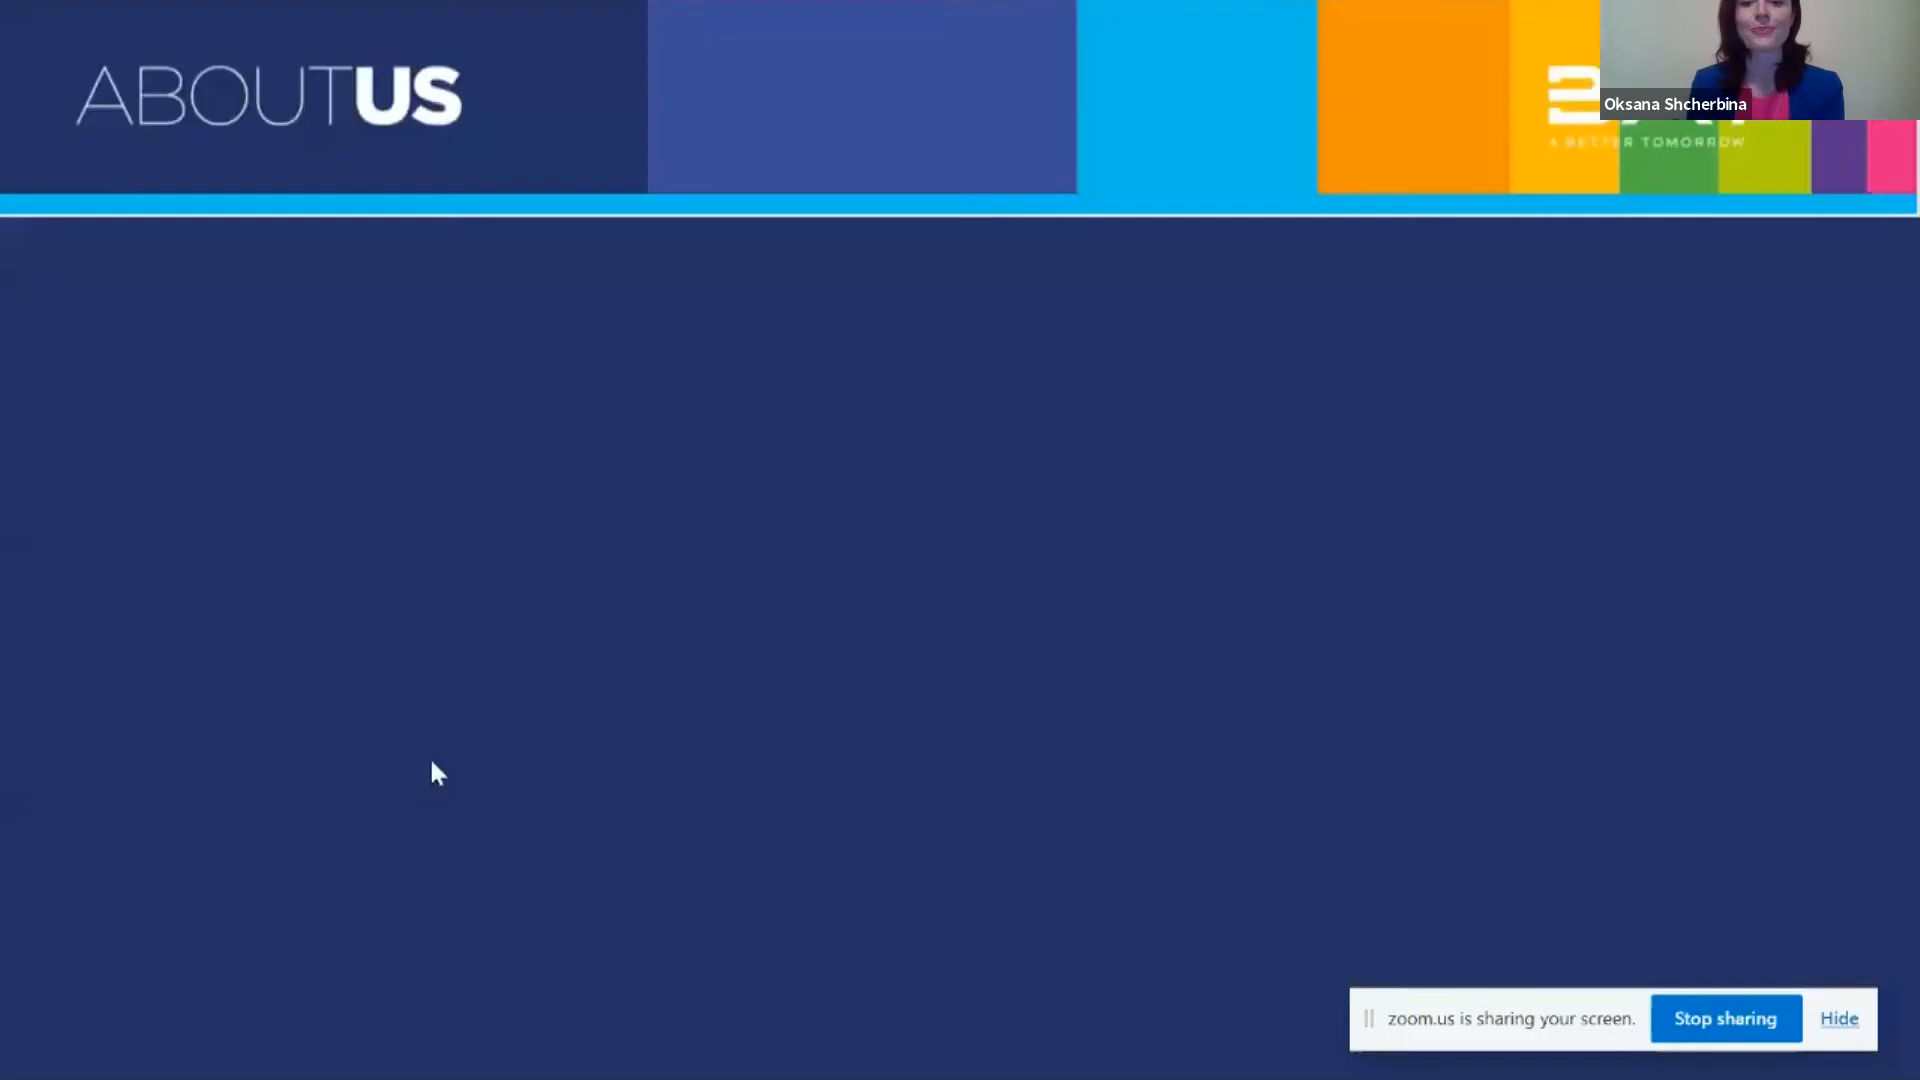 ABOUTUS
Oksana Shcherbina
A BETTER TOMORROW
zoom.us is sharing your screen.
Stop sharing
Hide